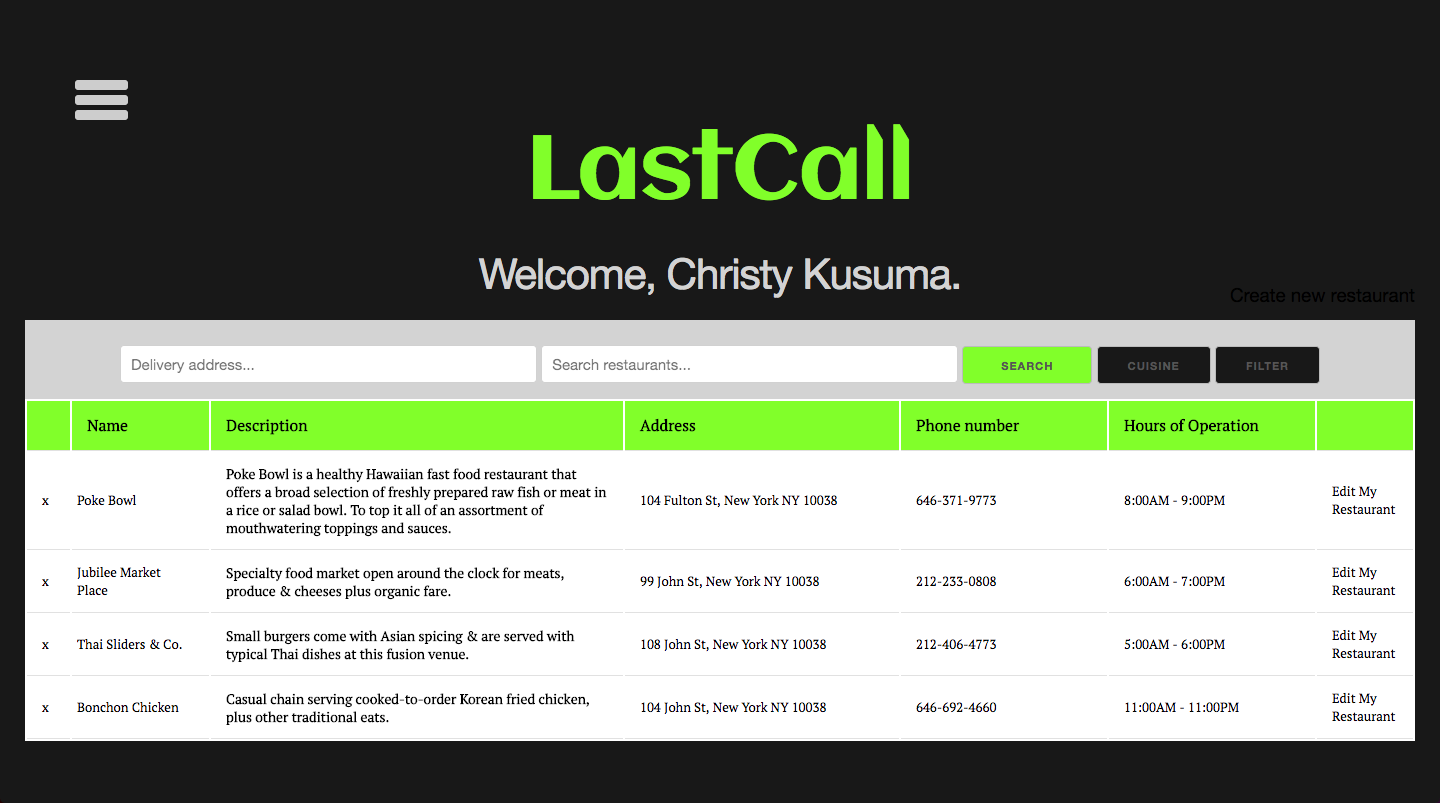 LastCall
Welcome, Christy Kusuma.
Create new restaurant
Delivery address... Search restaurants... SEARCH CUISINE FILTER
Name Description Address Phone number Hours of Operation
x Poke Bowl
Poke Bowl is a healthy Hawaiian fast food restaurant that
offers a broad selection of freshly prepared raw fish or meat in
a rice or salad bowl. To top it all of an assortment of
mouthwatering toppings and sauces.
104 Fulton St, New York NY 10038
646-371-9773
8:00AM - 9:00PM
Edit My
Restaurant
x
Jubilee Market
Place
Specialty food market open around the clock for meats,
produce & cheeses plus organic fare.
99 John St, New York NY 10038
212-233-0808
6:00AM - 7:00PM
Edit My
Restaurant
x Thai Sliders & Co.
Small burgers come with Asian spicing & are served with
typical Thai dishes at this fusion venue.
108 John St, New York NY 10038
212-406-4773
5:00AM - 6:00PM
Edit My
Restaurant
x Bonchon Chicken
Casual chain serving cooked-to-order Korean fried chicken,
plus other traditional eats.
104 John St, New York NY 10038
646-692-4660
11:00AM - 11:00PM
Edit My
Restaurant